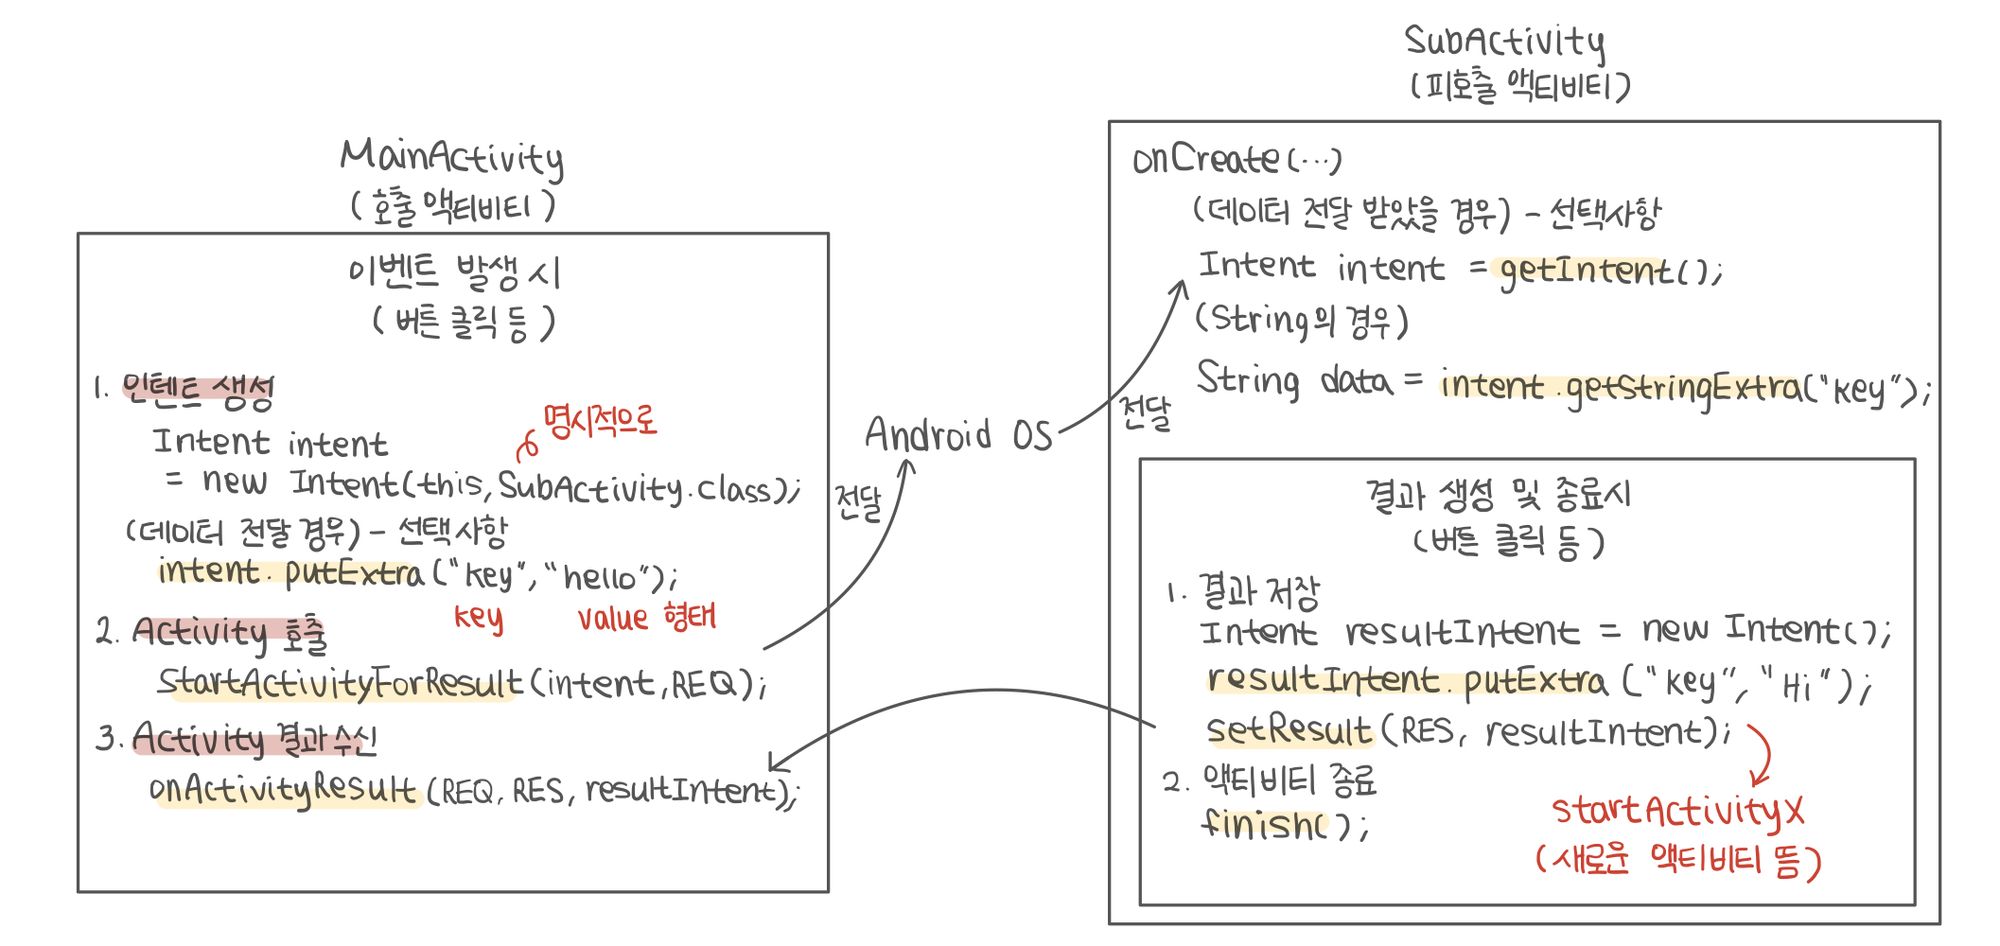 MainActivity
(호출 액티비티)
이벤트 발생 시
(버튼 클릭 등)
1. 인텐트 생성
Intent intent
명시적으로
= new Intent(this, SubActivity.class);
(데이터 전달 경우) - 선택사항
intent.putExtra("key", "hello");
key value 형태
2. Activity 호출
startActivityForResult(intent, REQ);
3. Activity 결과 수신
onActivityResult(REQ, RES, resultIntent);
전달
Android OS
전달
SubActivity
(피호출 액티비티)
onCreate(...)
(데이터 전달 받았을 경우) - 선택사항
Intent intent = getIntent();
(String의 경우)
String data = intent.getStringExtra("key");
결과 생성 및 종료시
(버튼 클릭 등)
1. 결과 저장
Intent resultIntent = new Intent();
resultIntent.putExtra("key", "Hi");
setResult(RES, resultIntent);
2. 액티비티 종료
startActivityX
finish();
(새로운 액티비티 뜸)